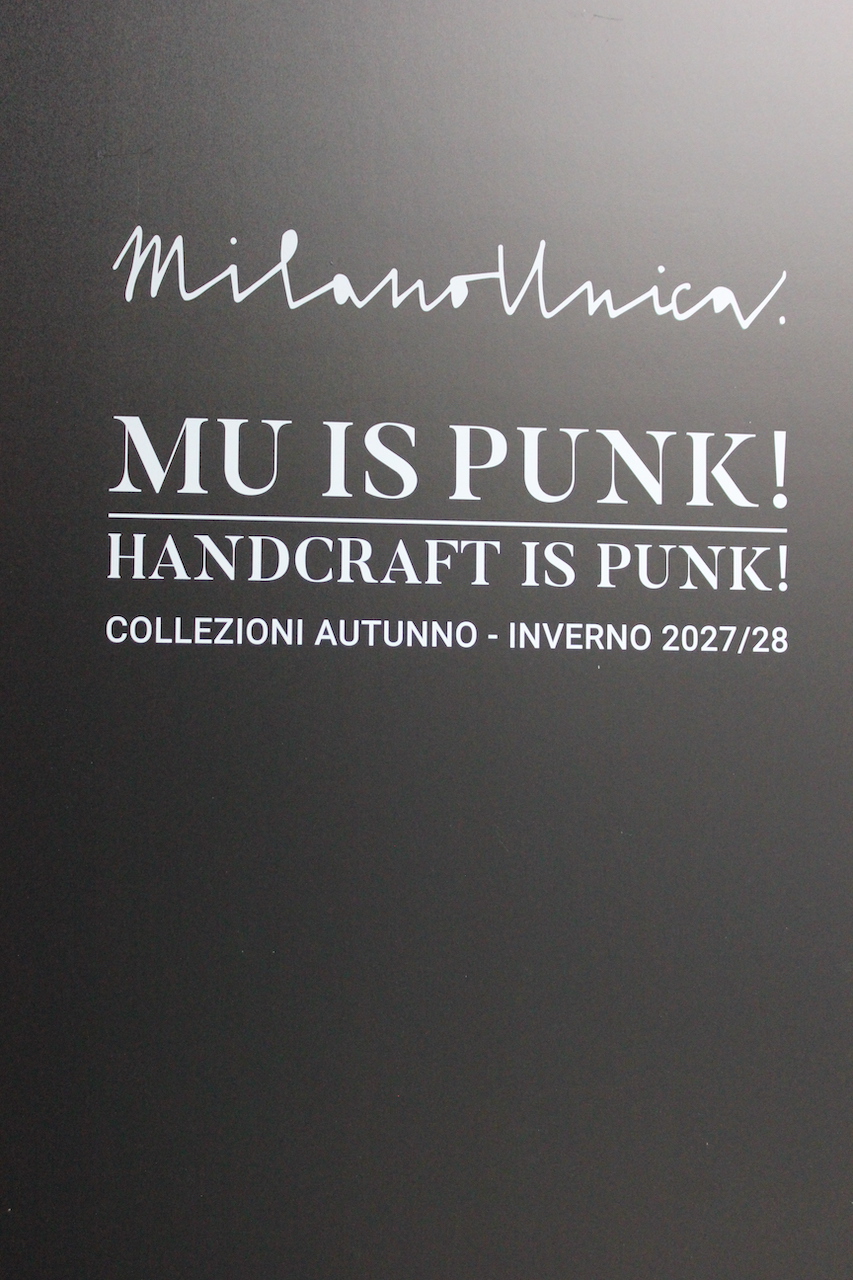 MilanoUnica.
MU IS PUNK!
HANDCRAFT IS PUNK!
COLLEZIONI AUTUNNO - INVERNO 2027/28